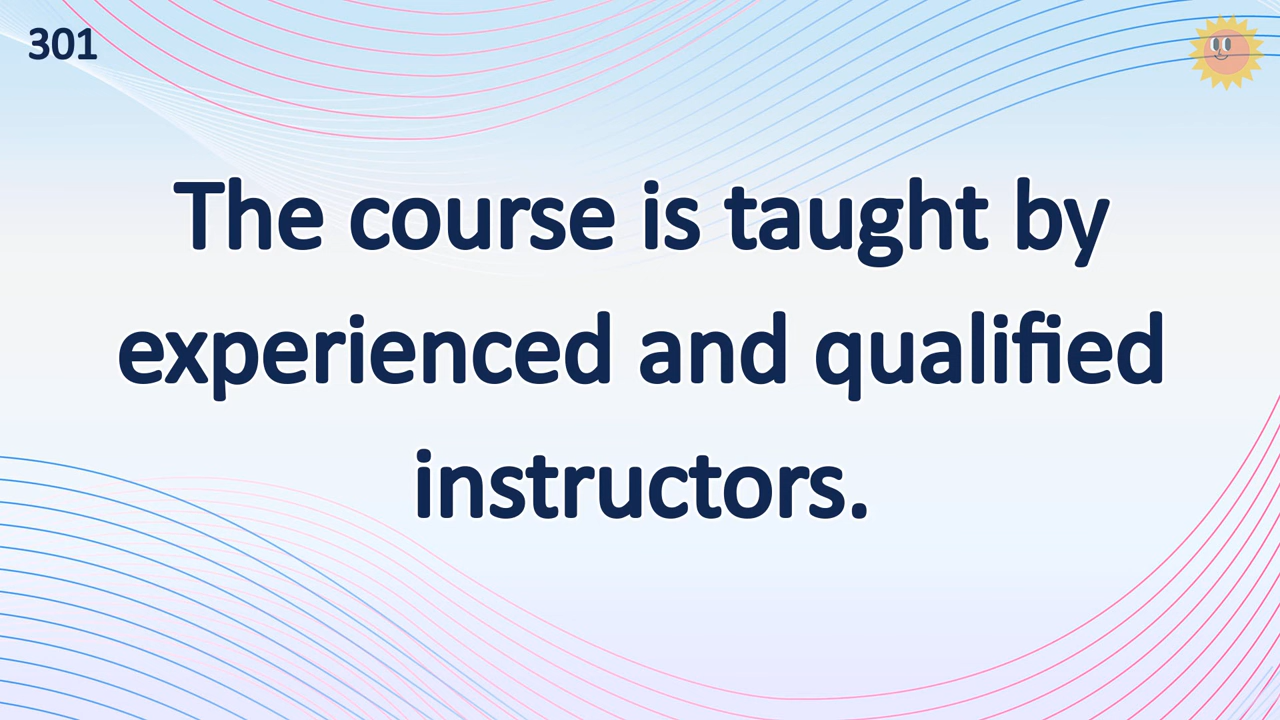 301
The course is taught by
experienced and qualified
instructors.